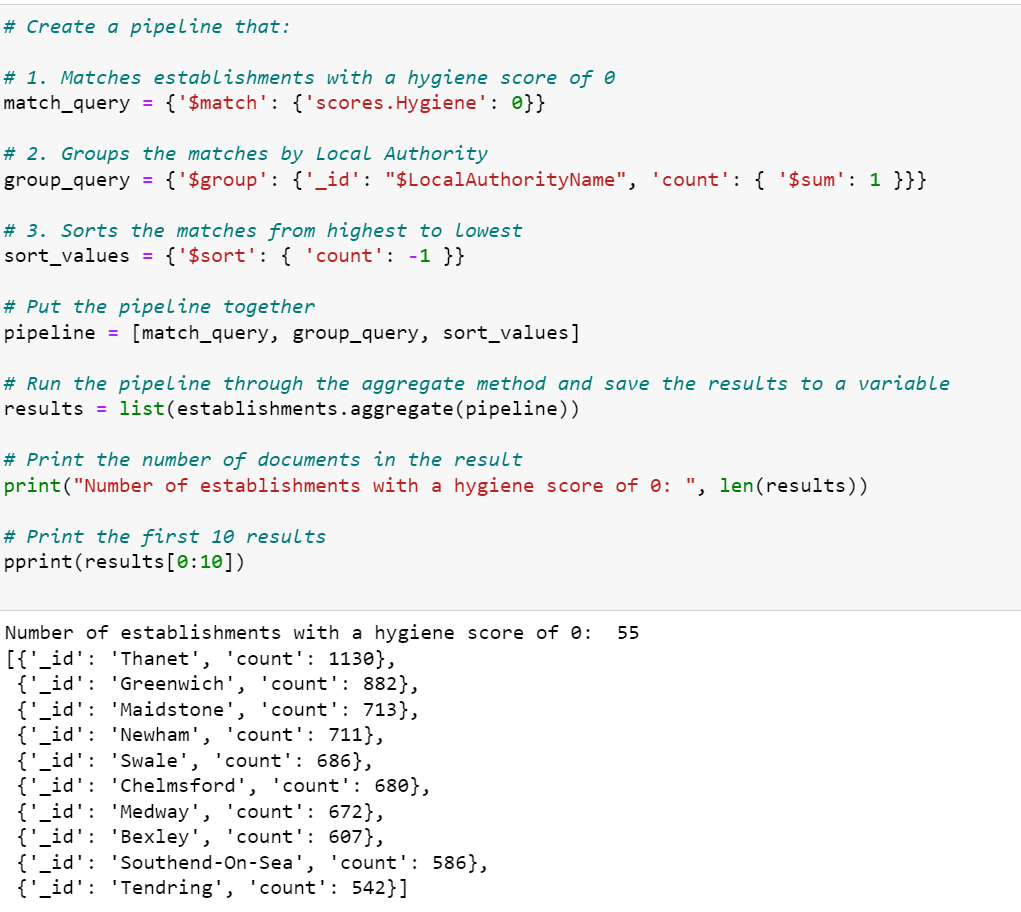 # Create a pipeline that:
# 1. Matches establishments with a hygiene score of 0
match_query = {'$match': {'scores.Hygiene': 0}}
# 2. Groups the matches by Local Authority
group_query = {'$group': {'_id': "$LocalAuthorityName", 'count': { '$sum': 1 }}}
# 3. Sorts the matches from highest to lowest
sort_values = {'$sort': { 'count': -1 }}
# Put the pipeline together
pipeline = [match_query, group_query, sort_values]
# Run the pipeline through the aggregate method and save the results to a variable
results = list(establishments.aggregate(pipeline))
# Print the number of documents in the result
print("Number of establishments with a hygiene score of 0: ", len(results))
# Print the first 10 results
pprint(results[0:10])
Number of establishments with a hygiene score of 0:  55
[{'_id': 'Thanet', 'count': 1130},
 {'_id': 'Greenwich', 'count': 882},
 {'_id': 'Maidstone', 'count': 713},
 {'_id': 'Newham', 'count': 711},
 {'_id': 'Swale', 'count': 686},
 {'_id': 'Chelmsford', 'count': 680},
 {'_id': 'Medway', 'count': 672},
 {'_id': 'Bexley', 'count': 607},
 {'_id': 'Southend-On-Sea', 'count': 586},
 {'_id': 'Tendring', 'count': 542}]